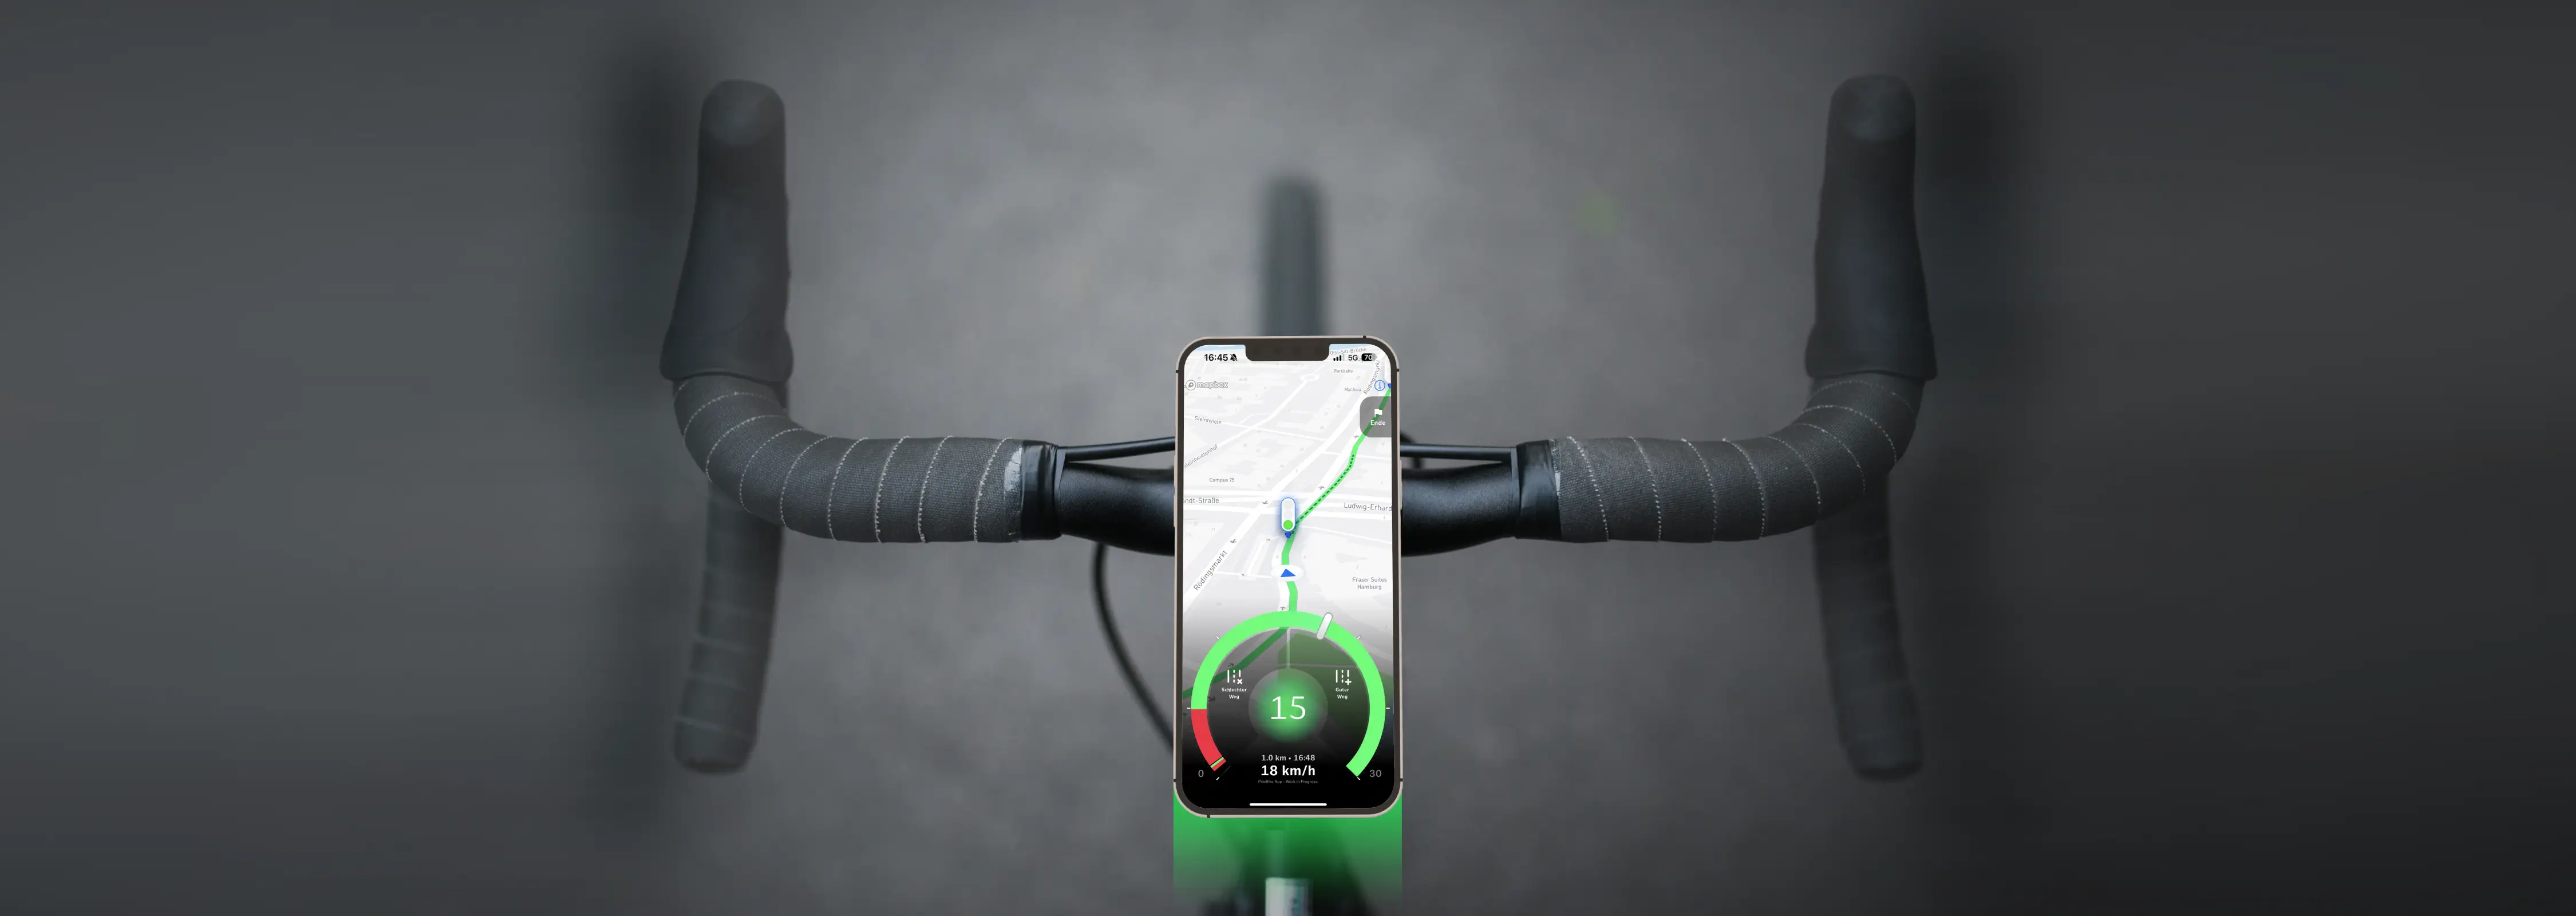 16:45
5G
70
mapbox
Ende
Steinwiete
Campus 75
ndt-Straße
Ludwig-Erhard
Rödingsmarkt
Fraser Suites
Hamburg
Schlechter
Weg
Guter
Weg
15
1.0 km • 16:48
18 km/h
0
30